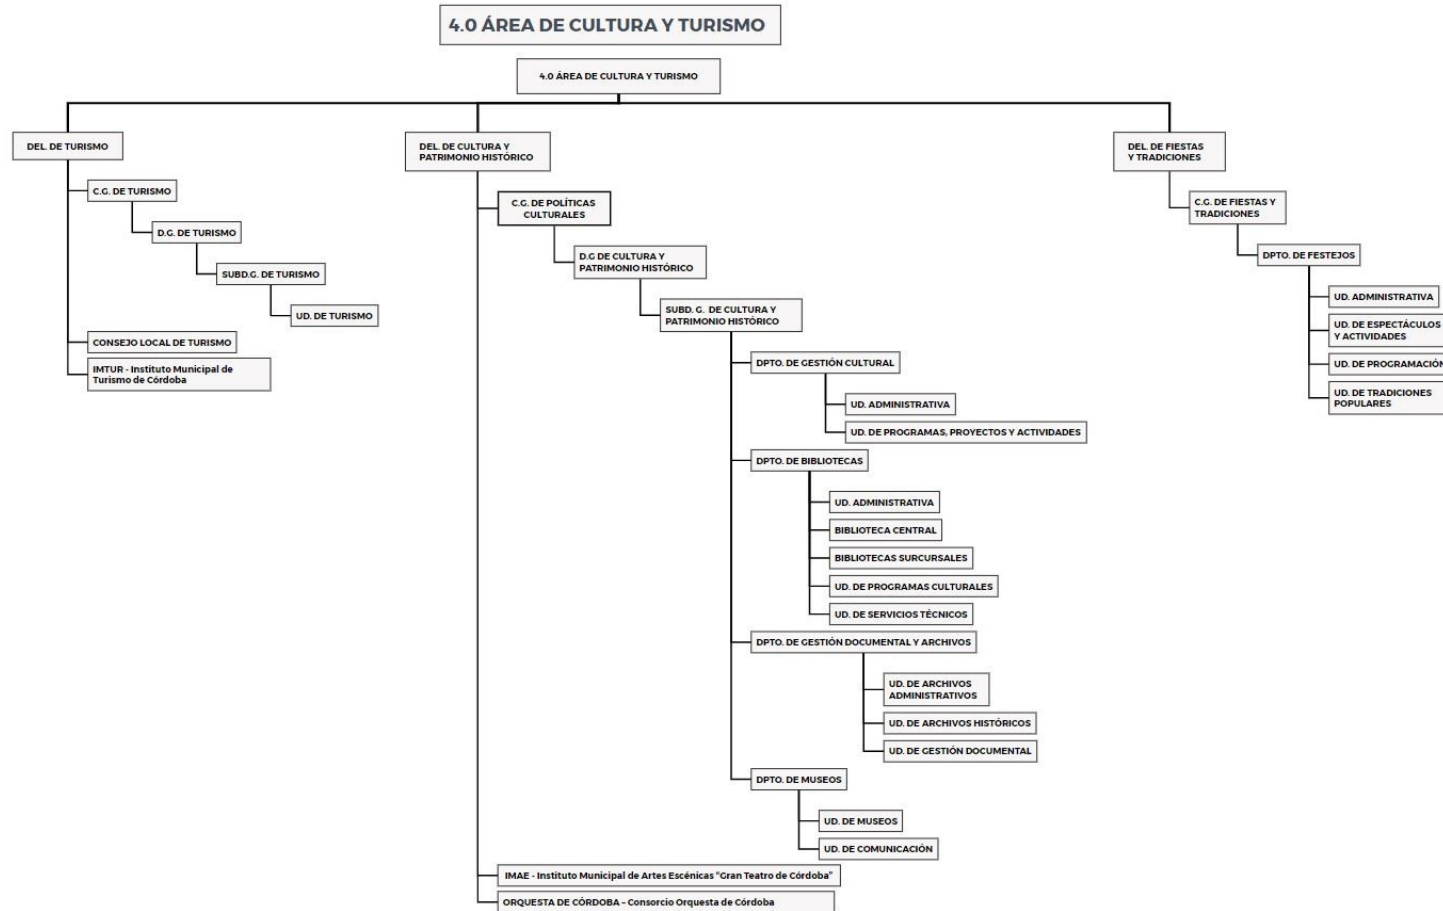 4.0 ÁREA DE CULTURA Y TURISMO
4.0 ÁREA DE CULTURA Y TURISMO
DEL. DE TURISMO
C.G. DE TURISMO
D.G. DE TURISMO
SUBD.G. DE TURISMO
UD. DE TURISMO
CONSEJO LOCAL DE TURISMO
IMTUR - Instituto Municipal de
Turismo de Córdoba
DEL. DE CULTURA Y
PATRIMONIO HISTÓRICO
C.G. DE POLÍTICAS
CULTURALES
D.G DE CULTURA Y
PATRIMONIO HISTÓRICO
SUBD. G. DE CULTURA Y
PATRIMONIO HISTÓRICO
DPTO. DE GESTIÓN CULTURAL
UD. ADMINISTRATIVA
UD. DE PROGRAMAS, PROYECTOS Y ACTIVIDADES
DPTO. DE BIBLIOTECAS
UD. ADMINISTRATIVA
BIBLIOTECA CENTRAL
BIBLIOTECAS SURCURSALES
UD. DE PROGRAMAS CULTURALES
UD. DE SERVICIOS TÉCNICOS
DPTO. DE GESTIÓN DOCUMENTAL Y ARCHIVOS
UD. DE ARCHIVOS
ADMINISTRATIVOS
UD. DE ARCHIVOS HISTÓRICOS
UD. DE GESTIÓN DOCUMENTAL
DPTO. DE MUSEOS
UD. DE MUSEOS
UD. DE COMUNICACIÓN
IMAE - Instituto Municipal de Artes Escénicas "Gran Teatro de Córdoba"
ORQUESTA DE CÓRDOBA – Consorcio Orquesta de Córdoba
DEL. DE FIESTAS
Y TRADICIONES
C.G. DE FIESTAS Y
TRADICIONES
DPTO. DE FESTEJOS
UD. ADMINISTRATIVA
UD. DE ESPECTÁCULOS
Y ACTIVIDADES
UD. DE PROGRAMACIÓN
UD. DE TRADICIONES
POPULARES